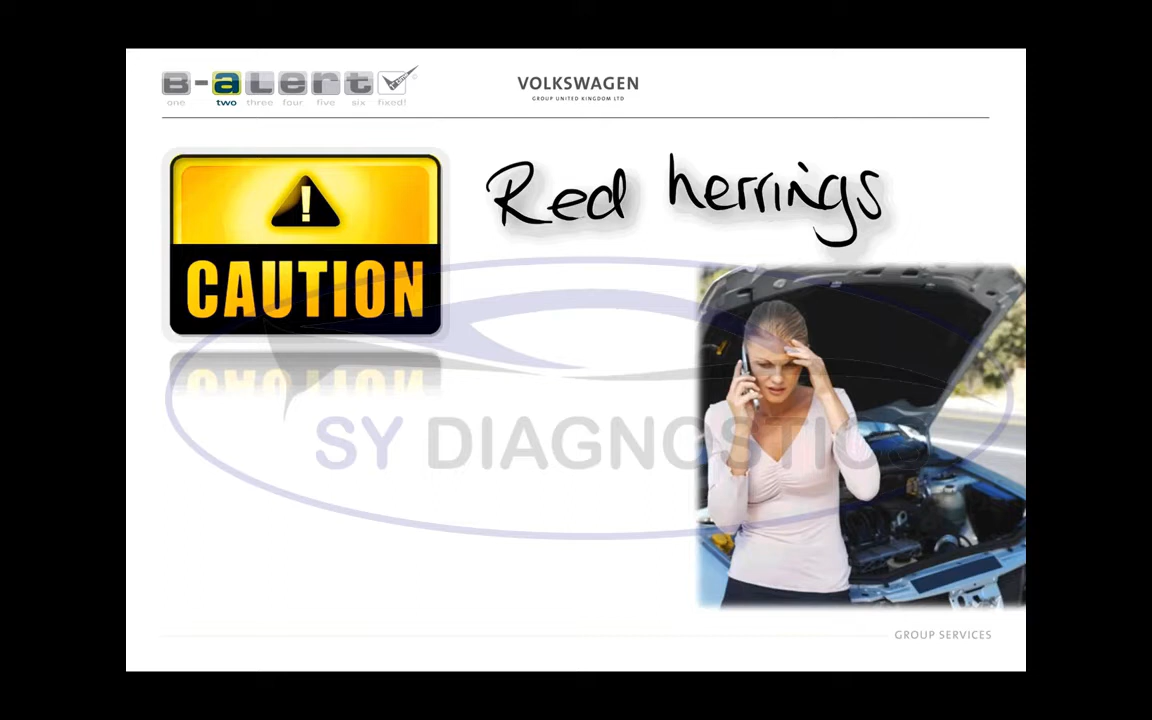 B-aLert
one two three four five six fixed!
VOLKSWAGEN
GROUP UNITED KINGDOM LTD
!
CAUTION
Red herrings
SY DIAGNOSTIC
GROUP SERVICES